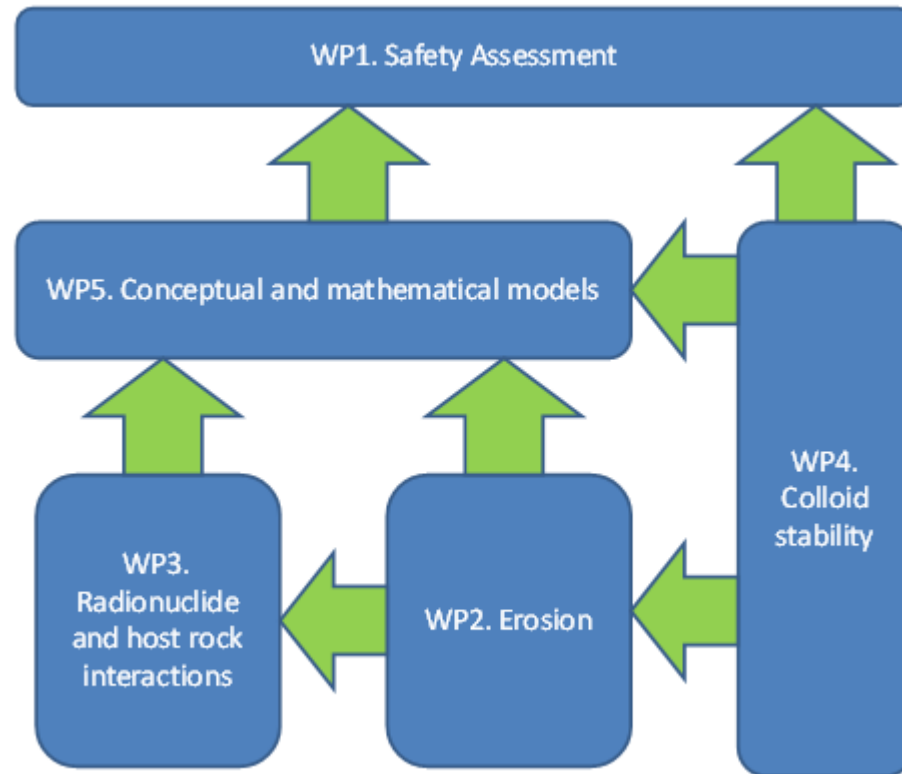 WP1. Safety Assessment
WP5. Conceptual and mathematical models
WP4.
Colloid
stability
WP3.
Radionuclide
and host rock
interactions
WP2. Erosion